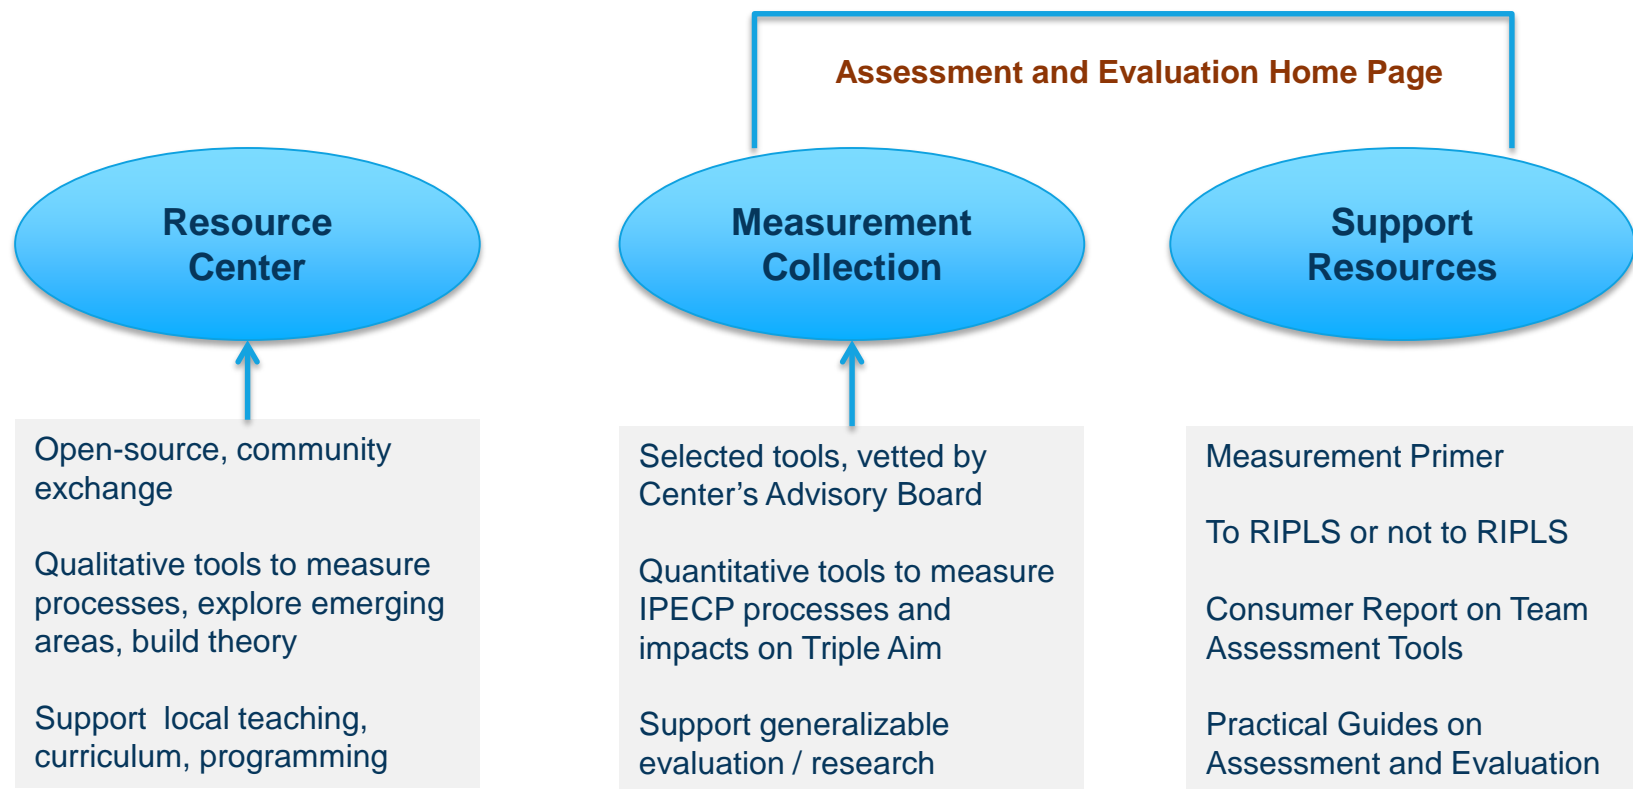 Assessment and Evaluation Home Page
Resource
Center
Measurement
Collection
Support
Resources
Open-source, community
exchange
Qualitative tools to measure
processes, explore emerging
areas, build theory
Support  local teaching,
curriculum, programming
Selected tools, vetted by
Center’s Advisory Board
Quantitative tools to measure
IPECP processes and
impacts on Triple Aim
Support generalizable
evaluation / research
Measurement Primer
To RIPLS or not to RIPLS
Consumer Report on Team
Assessment Tools
Practical Guides on
Assessment and Evaluation